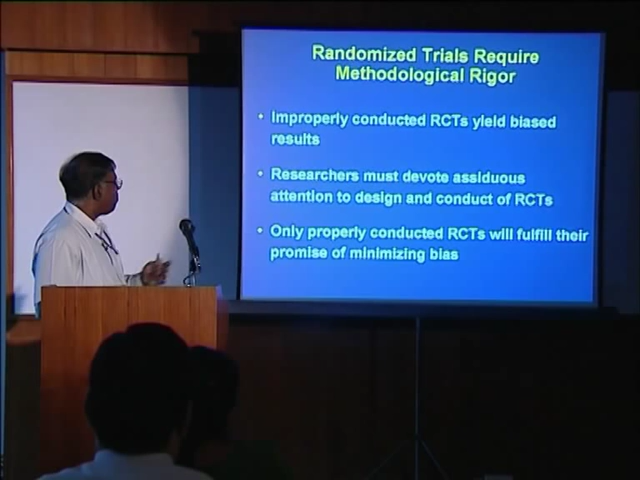 Randomized Trials Require
Methodological Rigor
• Improperly conducted RCTs yield biased
results
• Researchers must devote assiduous
attention to design and conduct of RCTs
• Only properly conducted RCTs will fulfill their
promise of minimizing bias